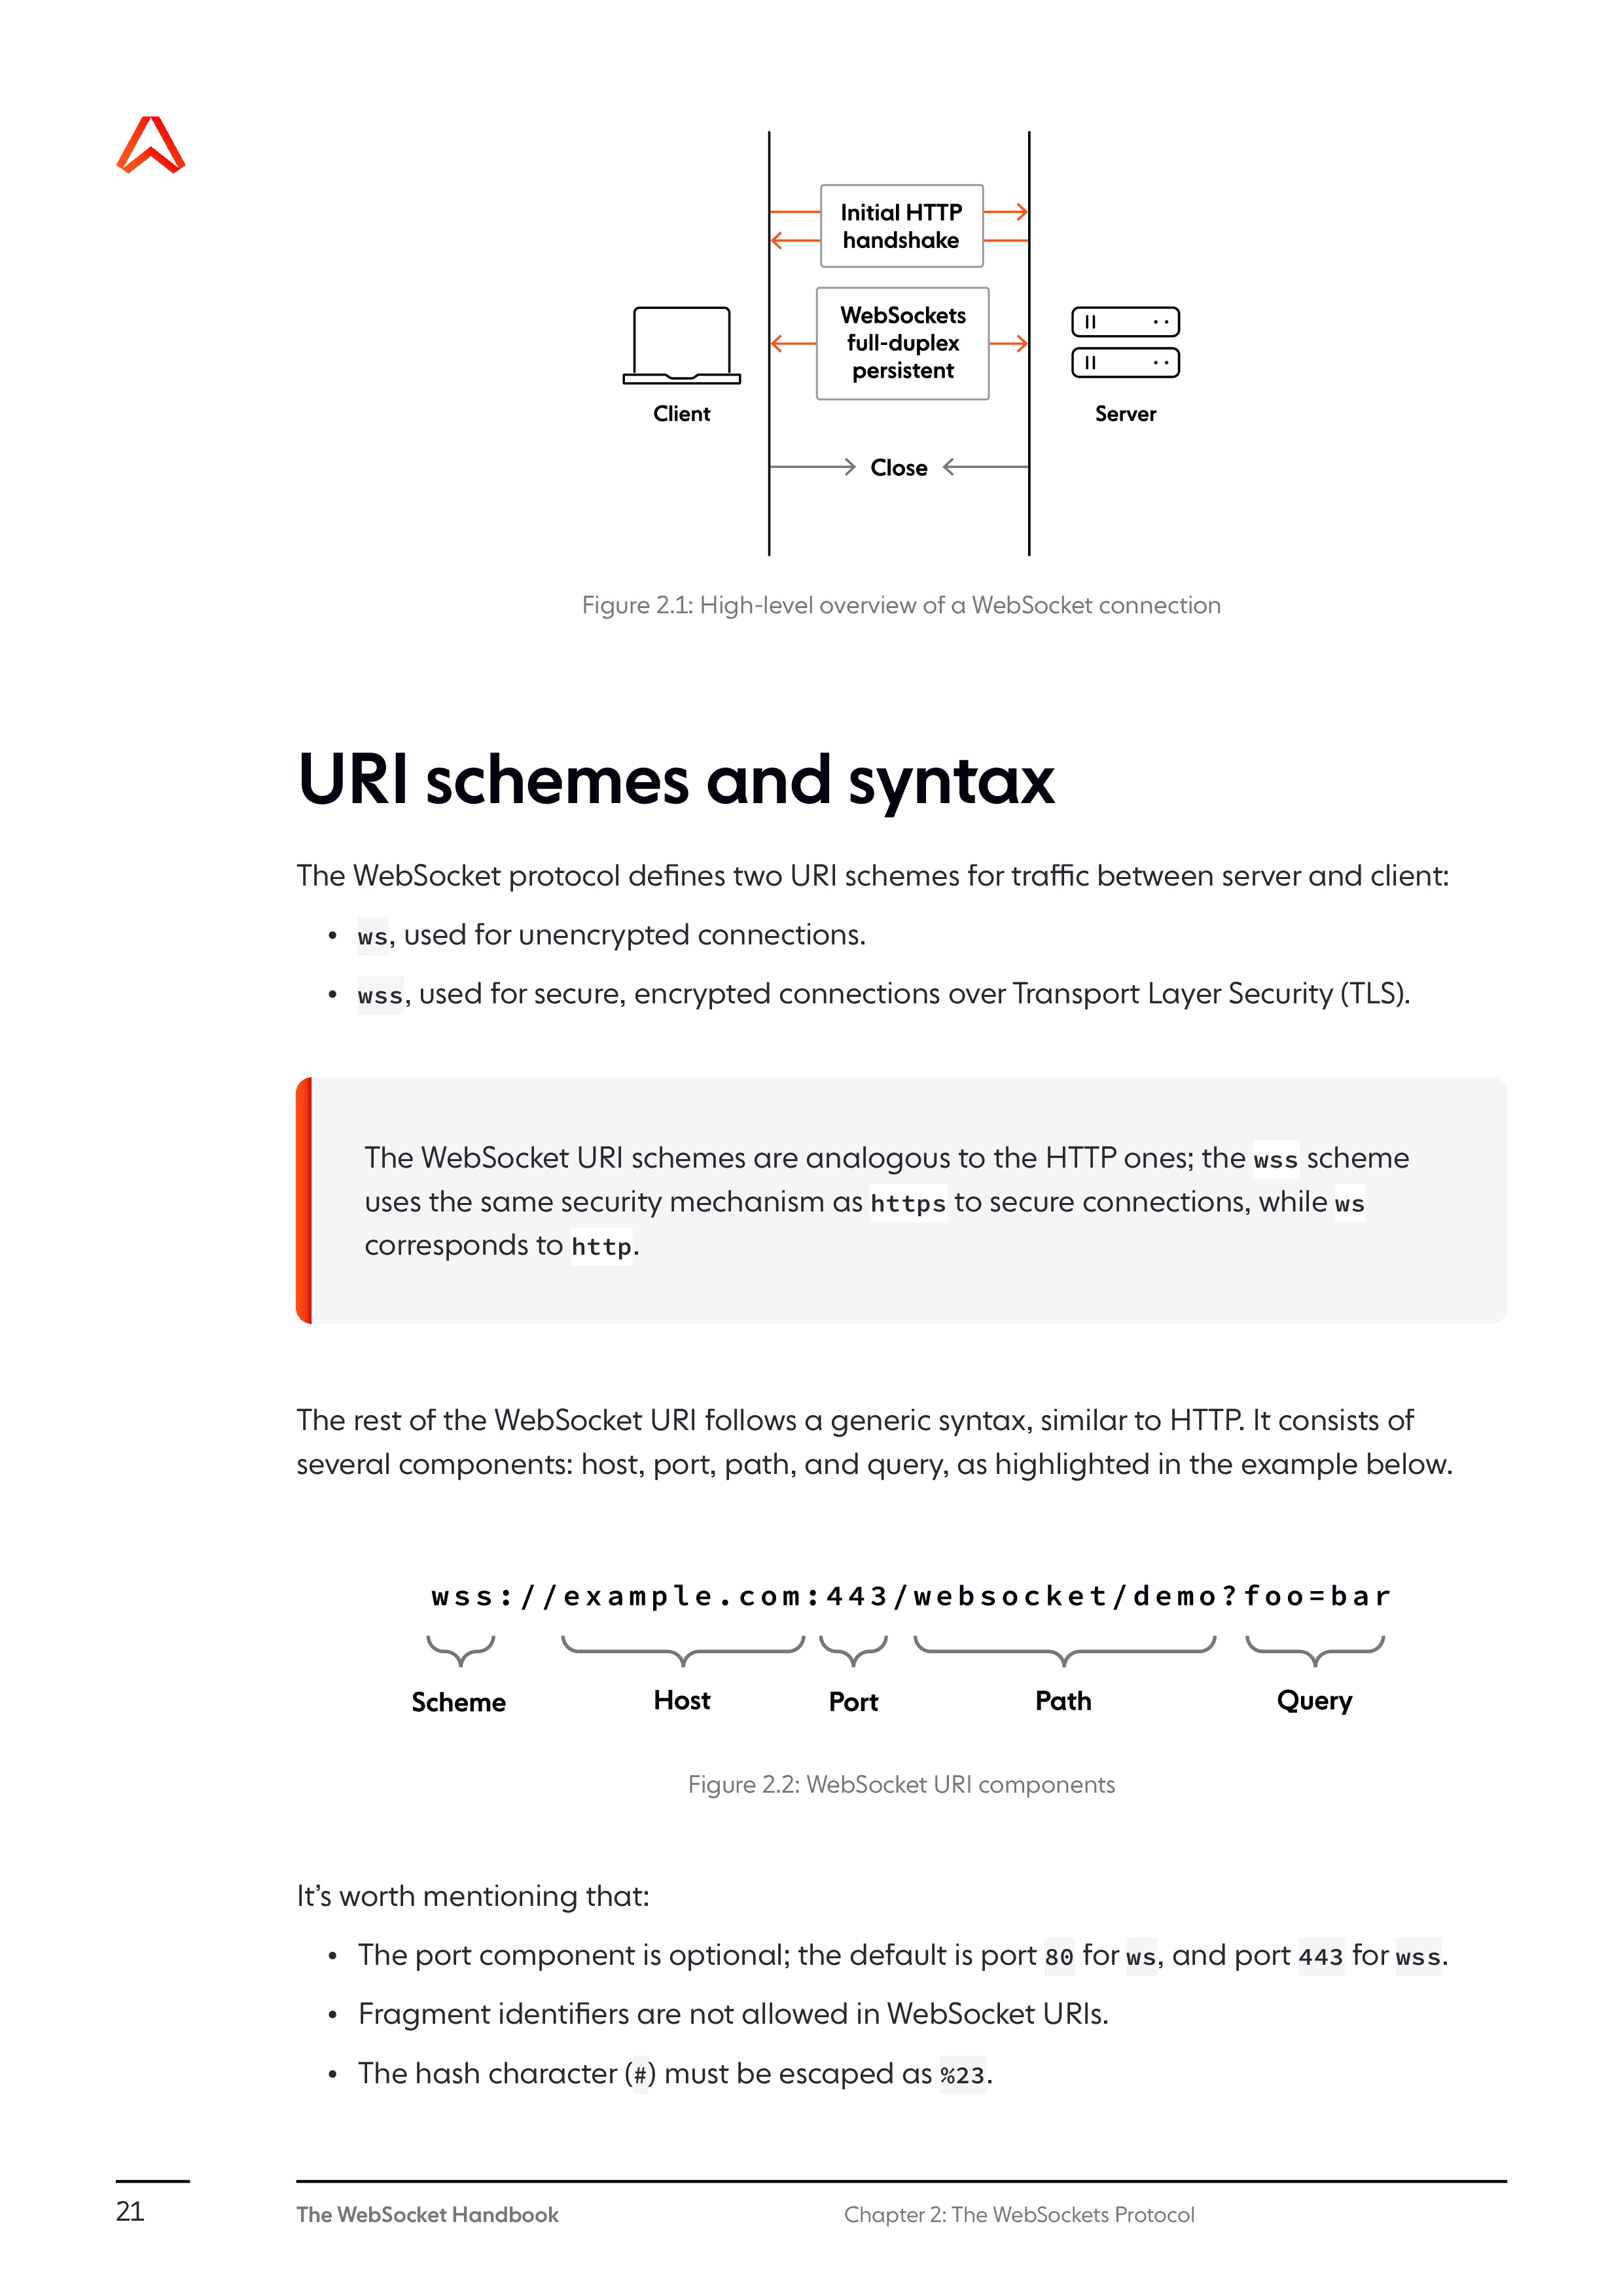 Initial HTTP
handshake
WebSockets
full-duplex
persistent
Client
Server
Close
Figure 2.1: High-level overview of a WebSocket connection
URI schemes and syntax
The WebSocket protocol defines two URI schemes for traffic between server and client:
• ws, used for unencrypted connections.
• wss, used for secure, encrypted connections over Transport Layer Security (TLS).
The WebSocket URI schemes are analogous to the HTTP ones; the wss scheme
uses the same security mechanism as https to secure connections, while ws
corresponds to http.
The rest of the WebSocket URI follows a generic syntax, similar to HTTP. It consists of
several components: host, port, path, and query, as highlighted in the example below.
wss://example.com:443/websocket/demo?foo=bar
Scheme Host Port Path Query
Figure 2.2: WebSocket URI components
It’s worth mentioning that:
• The port component is optional; the default is port 80 for ws, and port 443 for wss.
• Fragment identifiers are not allowed in WebSocket URIs.
• The hash character (#) must be escaped as %23.
21 The WebSocket Handbook Chapter 2: The WebSockets Protocol